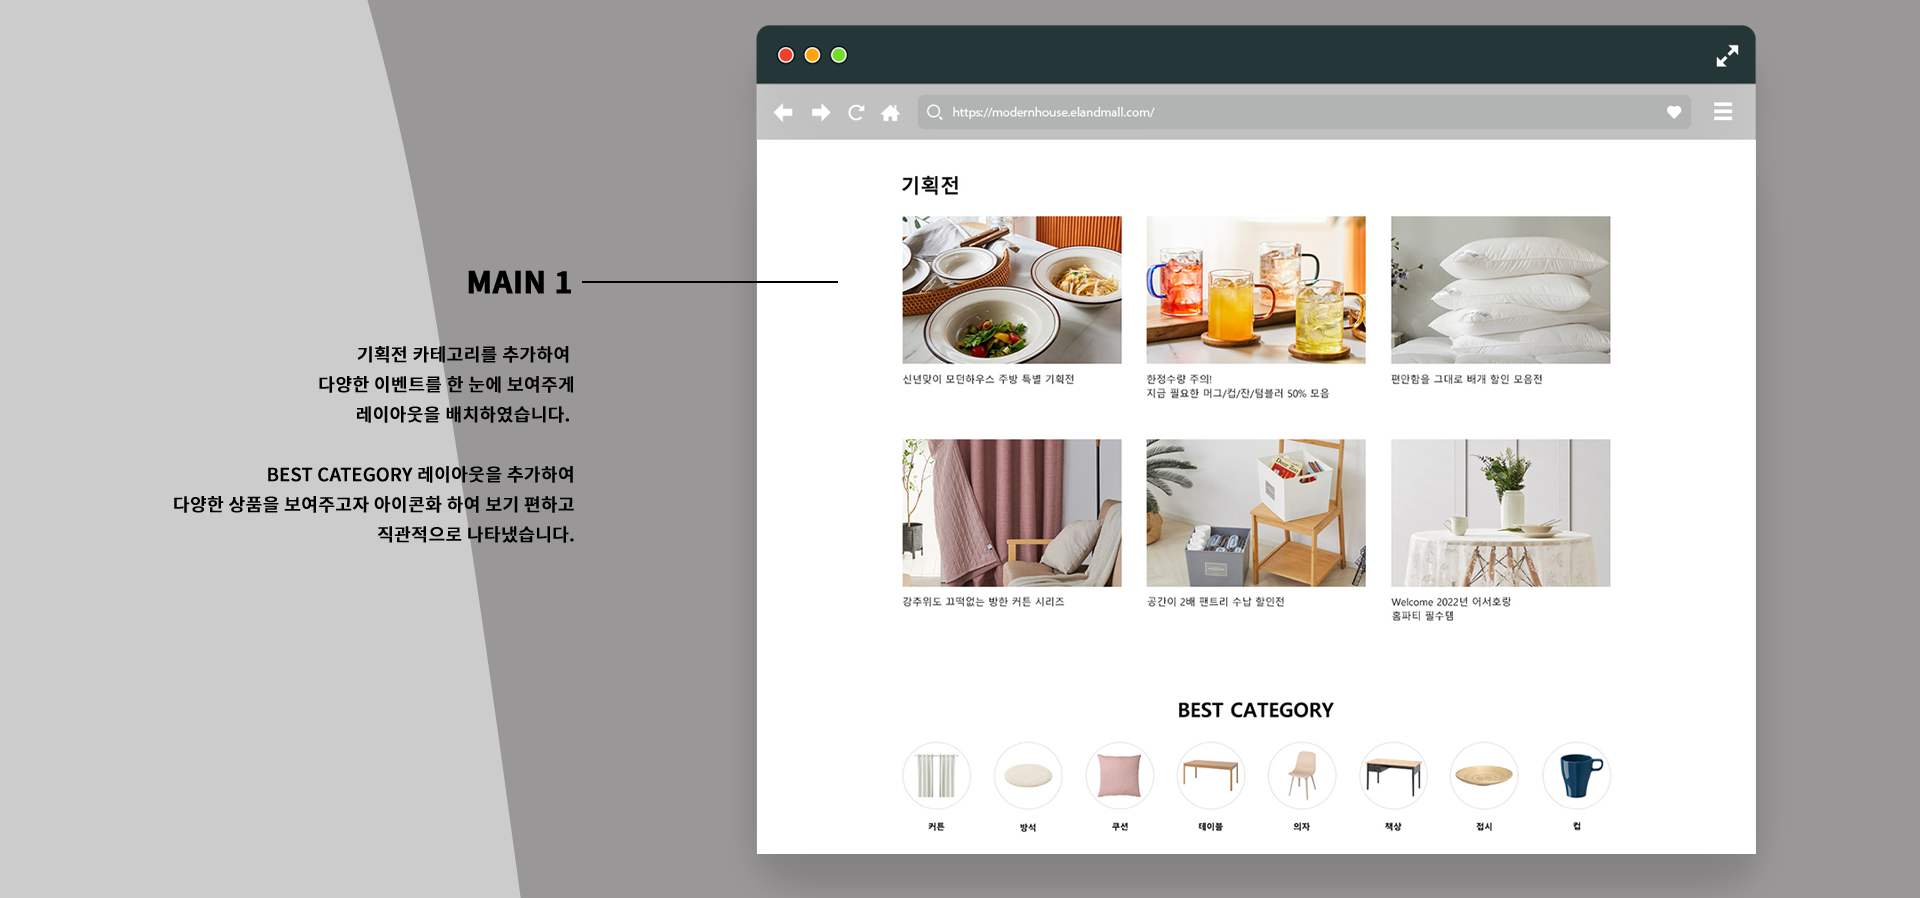 MAIN 1
기획전 카테고리를 추가하여
다양한 이벤트를 한 눈에 보여주게
레이아웃을 배치하였습니다.
BEST CATEGORY 레이아웃을 추가하여
다양한 상품을 보여주고자 아이콘화 하여 보기 편하고
직관적으로 나타냈습니다.
https://modernhouse.elandmall.com/
기획전
신년맞이 모던하우스 주방 특별 기획전
한정수량 주의!
지금 필요한 머그/컵/잔/텀블러 50% 모음
편안함을 그대로 배개 할인 모음전
강추위도 끄떡없는 방한 커튼 시리즈
공간이 2배 팬트리 수납 할인전
Welcome 2022년 어서호랑
홈파티 필수템
BEST CATEGORY
커튼
방석
쿠션
테이블
의자
책상
접시
컵